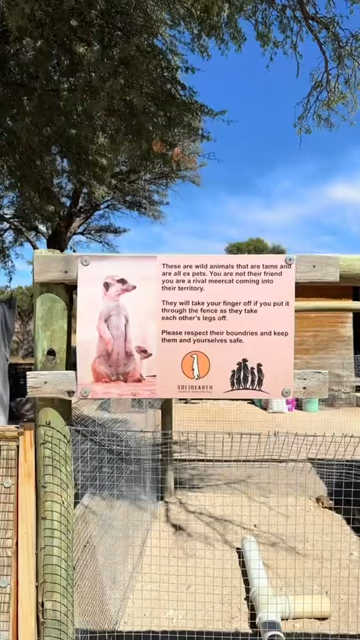 These are wild animals that are tame and
are all ex pets. You are not their friend
you are a rival meercat coming into
their territory.
They will take your finger off if you put it
through the fence as they take
each other's legs off.
Please respect their boundries and keep
them and yourselves safe.
SOLIDEARTH